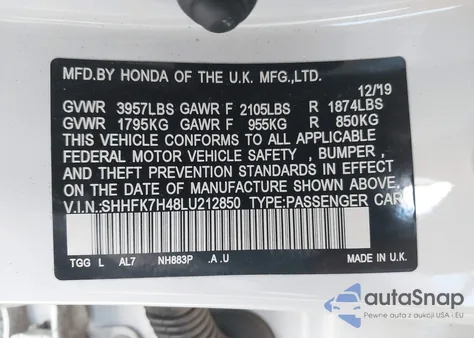 MFD.BY HONDA OF THE U.K. MFG.,LTD.
12/19
GVWR 3957LBS GAWR F 2105LBS R 1874LBS
GVWR 1795KG GAWR F 955KG R 850KG
THIS VEHICLE CONFORMS TO ALL APPLICABLE
FEDERAL MOTOR VEHICLE SAFETY , BUMPER ,
AND THEFT PREVENTION STANDARDS IN EFFECT
ON THE DATE OF MANUFACTURE SHOWN ABOVE.
V.I.N.:SHHFK7H48LU212850 TYPE:PASSENGER CAR
TGG L AL7 NH883P .A .U MADE IN U.K.
autoSnap
Pewne auto z aukcji USA i EU